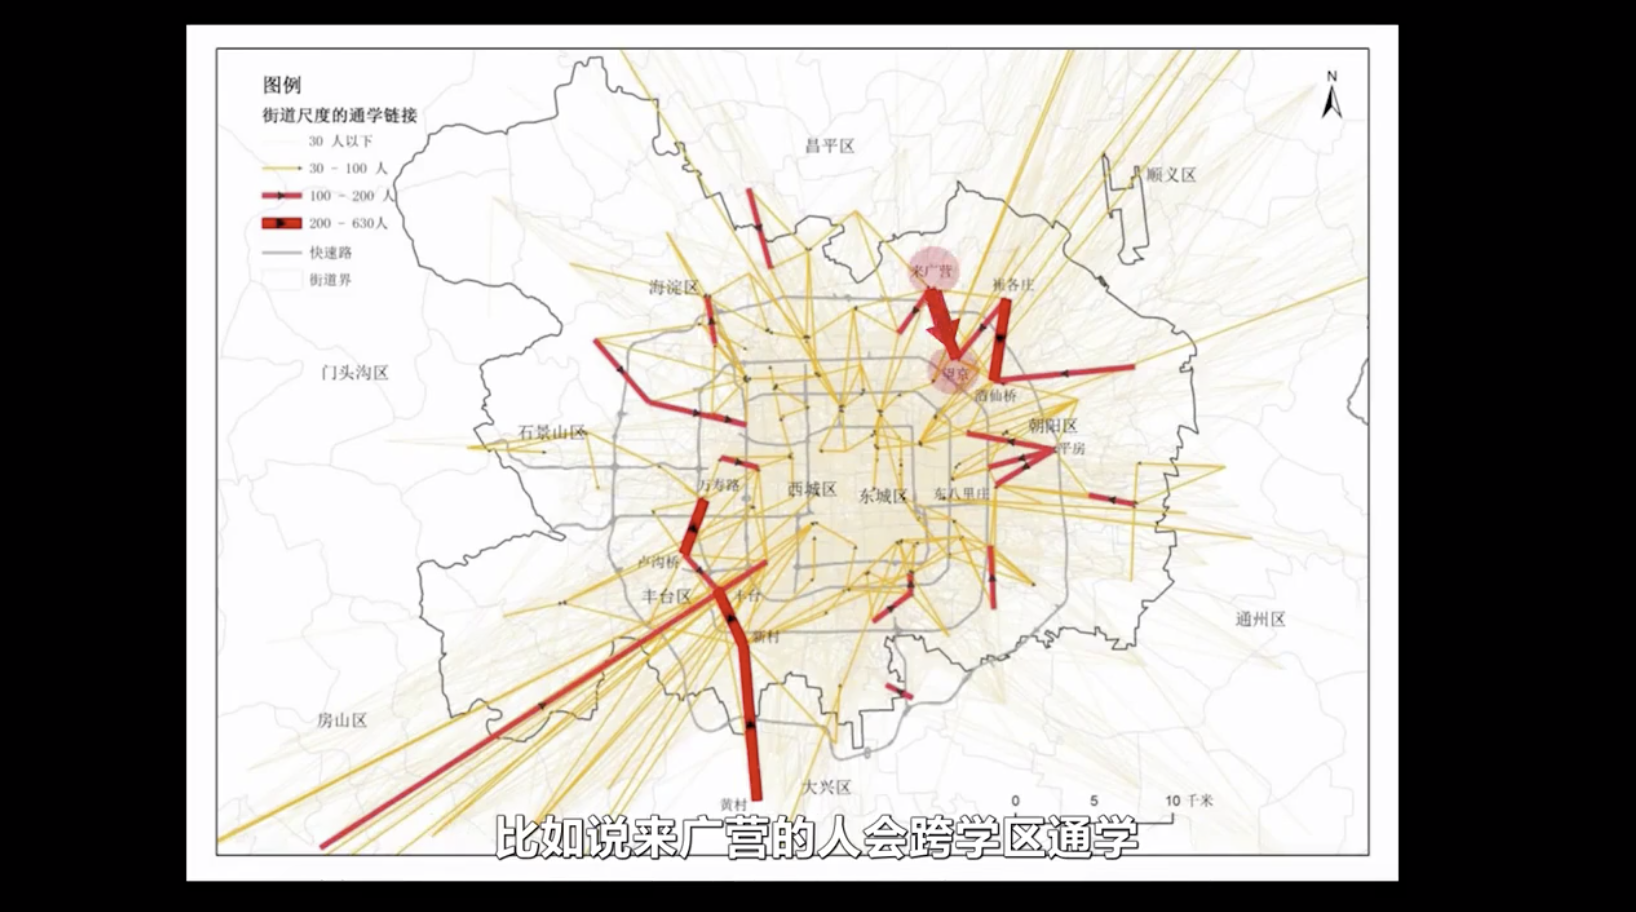 图例
街道尺度的通学链接
30 人以下
30 - 100 人
100 - 200 人
200 - 630人
快速路
街道界
N
昌平区
顺义区
来广营
海淀区
崔各庄
门头沟区
望京
酒仙桥
石景山区
朝阳区
平房
万寿路
西城区
东城区
东八里庄
卢沟桥
丰台区
丰台
新村
通州区
房山区
大兴区
黄村
0 5 10 千米
比如说来广营的人会跨学区通学